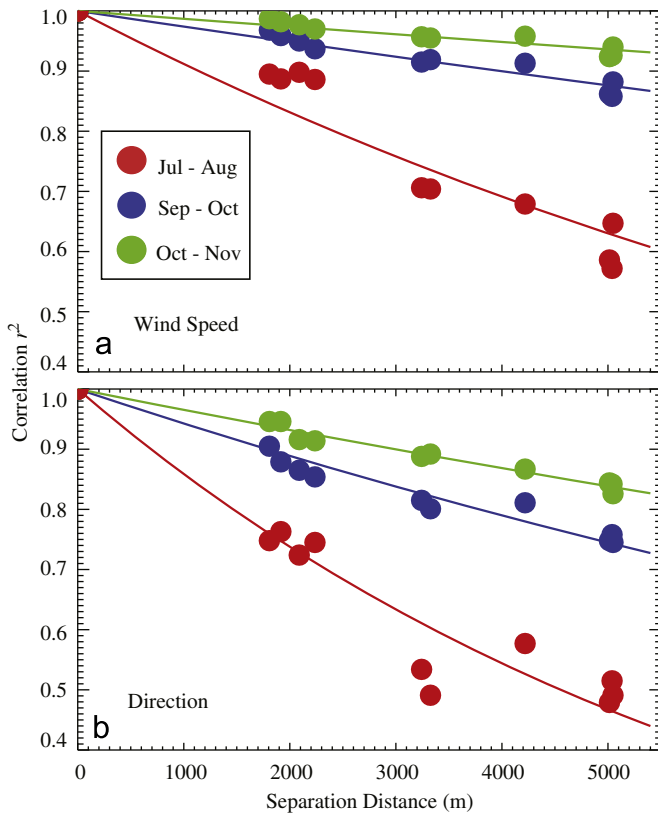 1.0
0.9
0.8
0.7
0.6
0.5
0.4
Jul - Aug
Sep - Oct
Oct - Nov
a
Wind Speed
Correlation r²
1.0
0.9
0.8
0.7
0.6
0.5
0.4
b
Direction
0 1000 2000 3000 4000 5000
Separation Distance (m)